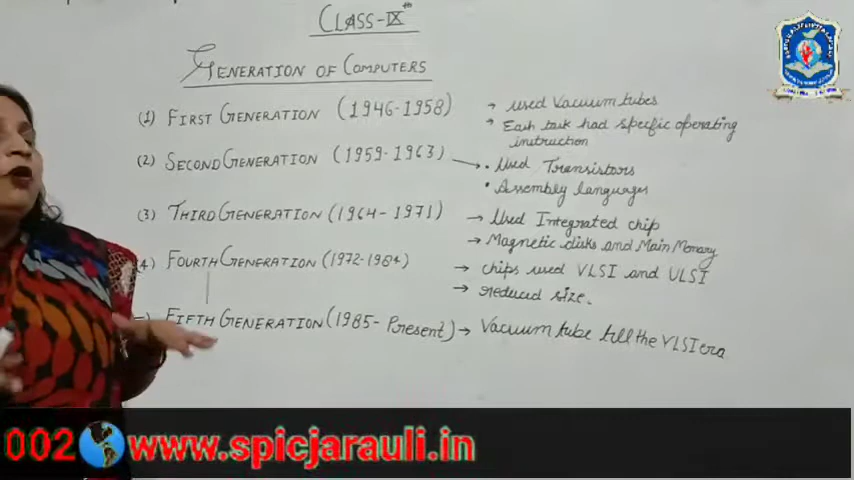 CLASS-IXth
GENERATION OF COMPUTERS
(1) FIRST GENERATION (1946-1958) → used Vacuum tubes
→ Each task had specific operating
instruction
(2) SECOND GENERATION (1959-1963) → • Used Transistors
• Assembly languages
(3) THIRD GENERATION (1964-1971) → Used Integrated chip
→ Magnetic disks and Main Memory
4) FOURTH GENERATION (1972-1984) → chips used VLSI and ULSI
→ reduced size.
) FIFTH GENERATION (1985- Present) → Vacuum tube till the VLSI era
002 www.spicjarauli.in